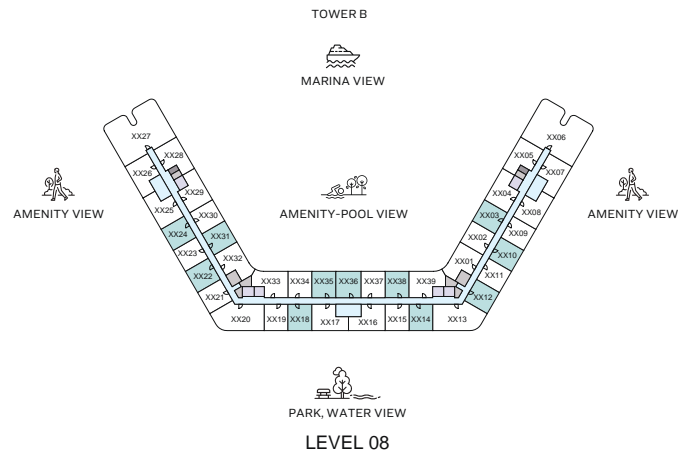 TOWER B
MARINA VIEW
XX27
XX06
XX28
XX05
XX26
XX07
XX29
XX04
AMENITY VIEW
AMENITY-POOL VIEW
AMENITY VIEW
XX25
XX30
XX03
XX08
XX24
XX31
XX02
XX09
XX23
XX32
XX01
XX10
XX22
XX11
XX21
XX33
XX34
XX35
XX36
XX37
XX38
XX39
XX12
XX20
XX19
XX18
XX17
XX16
XX15
XX14
XX13
PARK, WATER VIEW
LEVEL 08